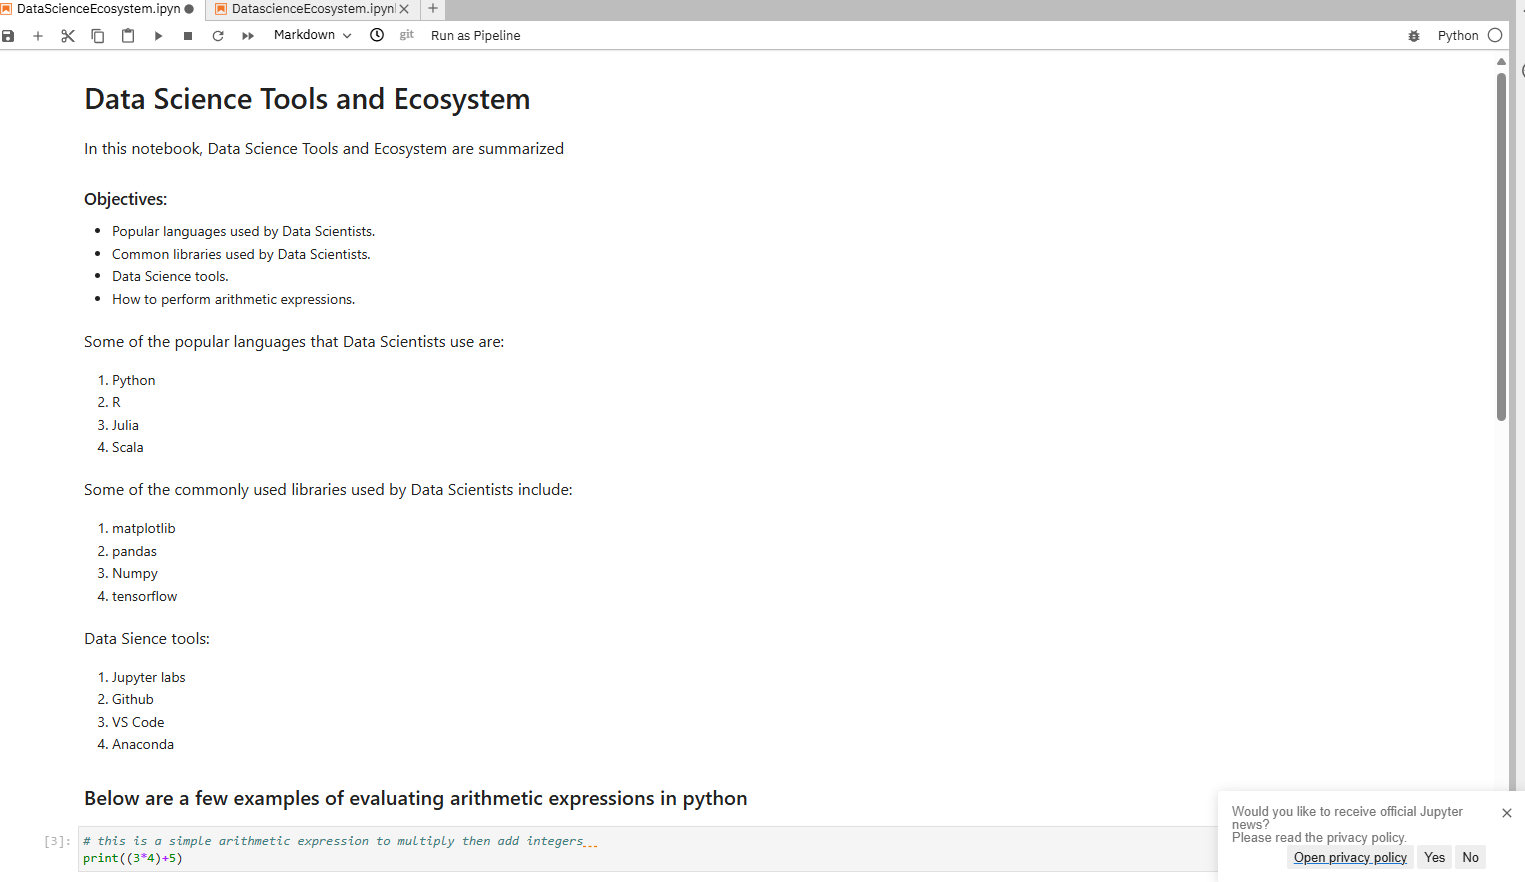 DataScienceEcosystem.ipyn
DatascienceEcosystem.ipynl
Markdown
git
Run as Pipeline
Python
Data Science Tools and Ecosystem
In this notebook, Data Science Tools and Ecosystem are summarized
Objectives:
• Popular languages used by Data Scientists.
• Common libraries used by Data Scientists.
• Data Science tools.
• How to perform arithmetic expressions.
Some of the popular languages that Data Scientists use are:
1. Python
2. R
3. Julia
4. Scala
Some of the commonly used libraries used by Data Scientists include:
1. matplotlib
2. pandas
3. Numpy
4. tensorflow
Data Sience tools:
1. Jupyter labs
2. Github
3. VS Code
4. Anaconda
Below are a few examples of evaluating arithmetic expressions in python
[3]:
# this is a simple arithmetic expression to multiply then add integers
print((3*4)+5)
Would you like to receive official Jupyter
news?
Please read the privacy policy.
Open privacy policy
Yes
No